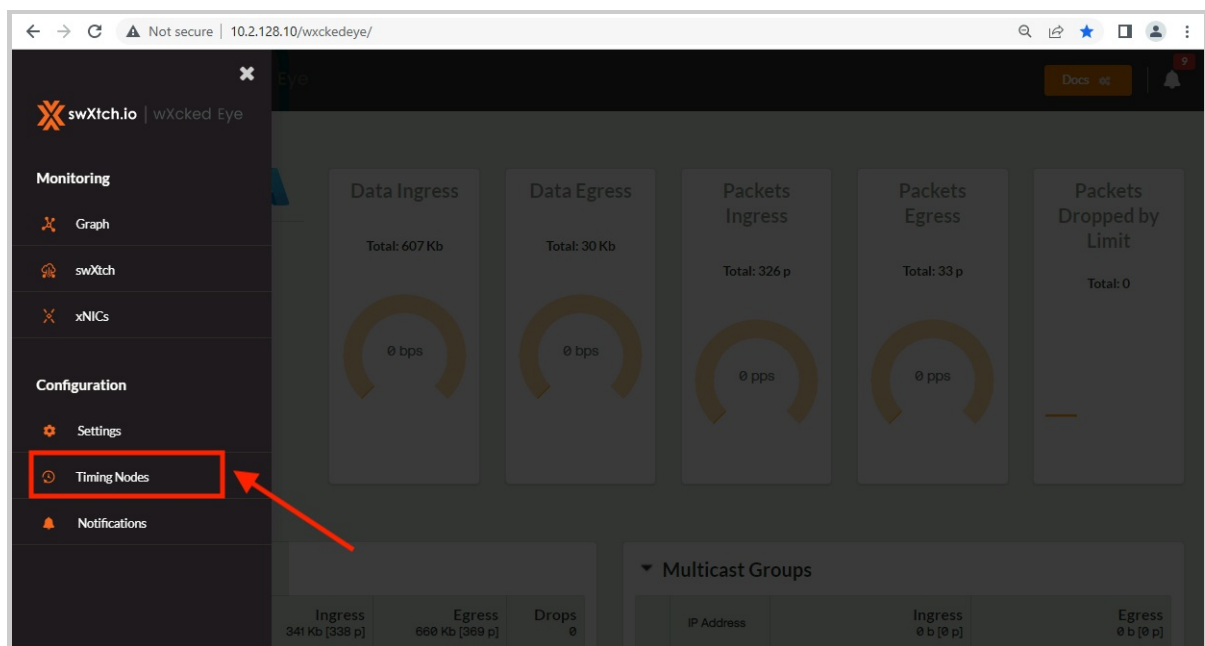 Not secure | 10.2.128.10/wxckedeye/
Eye
Docs
9
swXtch.io | wXcked Eye
Monitoring
Graph
swXtch
xNICs
Configuration
Settings
Timing Nodes
Notifications
Data Ingress
Total: 607 Kb
0 bps
Data Egress
Total: 30 Kb
0 bps
Packets
Ingress
Total: 326 p
0 pps
Packets
Egress
Total: 33 p
0 pps
Packets
Dropped by
Limit
Total: 0
Ingress
341 Kb [338 p]
Egress
660 Kb [369 p]
Drops
0
Multicast Groups
IP Address
Ingress
0 b [0 p]
Egress
0 b [0 p]